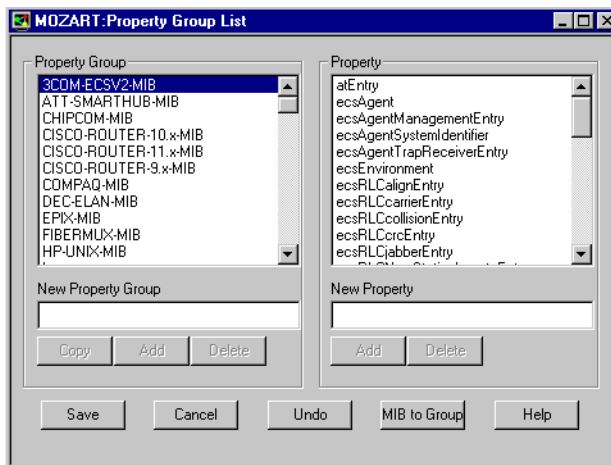 MOZART:Property Group List
Property Group
3COM-ECSV2-MIB
ATT-SMARTHUB-MIB
CHIPCOM-MIB
CISCO-ROUTER-10.x-MIB
CISCO-ROUTER-11.x-MIB
CISCO-ROUTER-9.x-MIB
COMPAQ-MIB
DEC-ELAN-MIB
EPIX-MIB
FIBERMUX-MIB
HP-UNIX-MIB
New Property Group
Copy Add Delete
Property
atEntry
ecsAgent
ecsAgentManagementEntry
ecsAgentSystemIdentifier
ecsAgentTrapReceiverEntry
ecsEnvironment
ecsRLCalignEntry
ecsRLCcarrierEntry
ecsRLCcollisionEntry
ecsRLCcrcEntry
ecsRLCjabberEntry
New Property
Add Delete
Save Cancel Undo MIB to Group Help